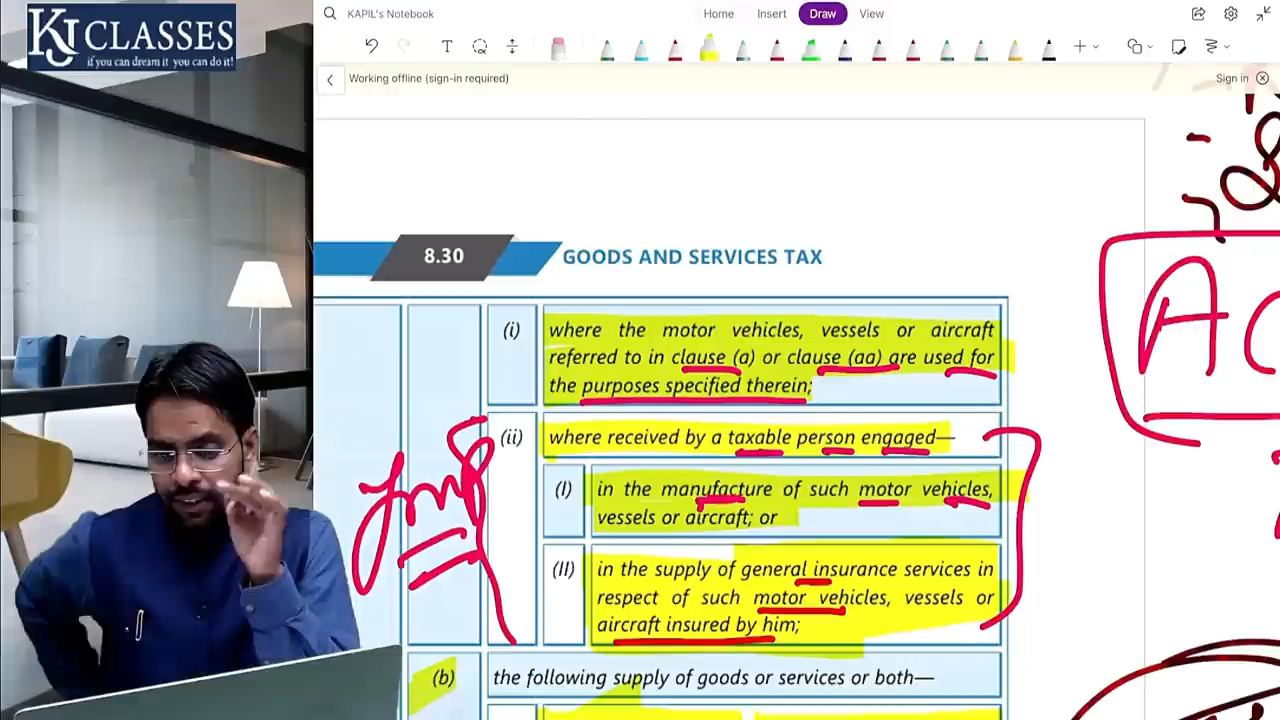 KJ CLASSES
if you can dream it you can do it!
KAPIL's Notebook
Home Insert Draw View
Working offline (sign-in required)
Sign in
8.30 GOODS AND SERVICES TAX
(i) where the motor vehicles, vessels or aircraft
referred to in clause (a) or clause (aa) are used for
the purposes specified therein;
(ii) where received by a taxable person engaged—
(I) in the manufacture of such motor vehicles,
vessels or aircraft; or
Imp
(II) in the supply of general insurance services in
respect of such motor vehicles, vessels or
aircraft insured by him;
(b) the following supply of goods or services or both—